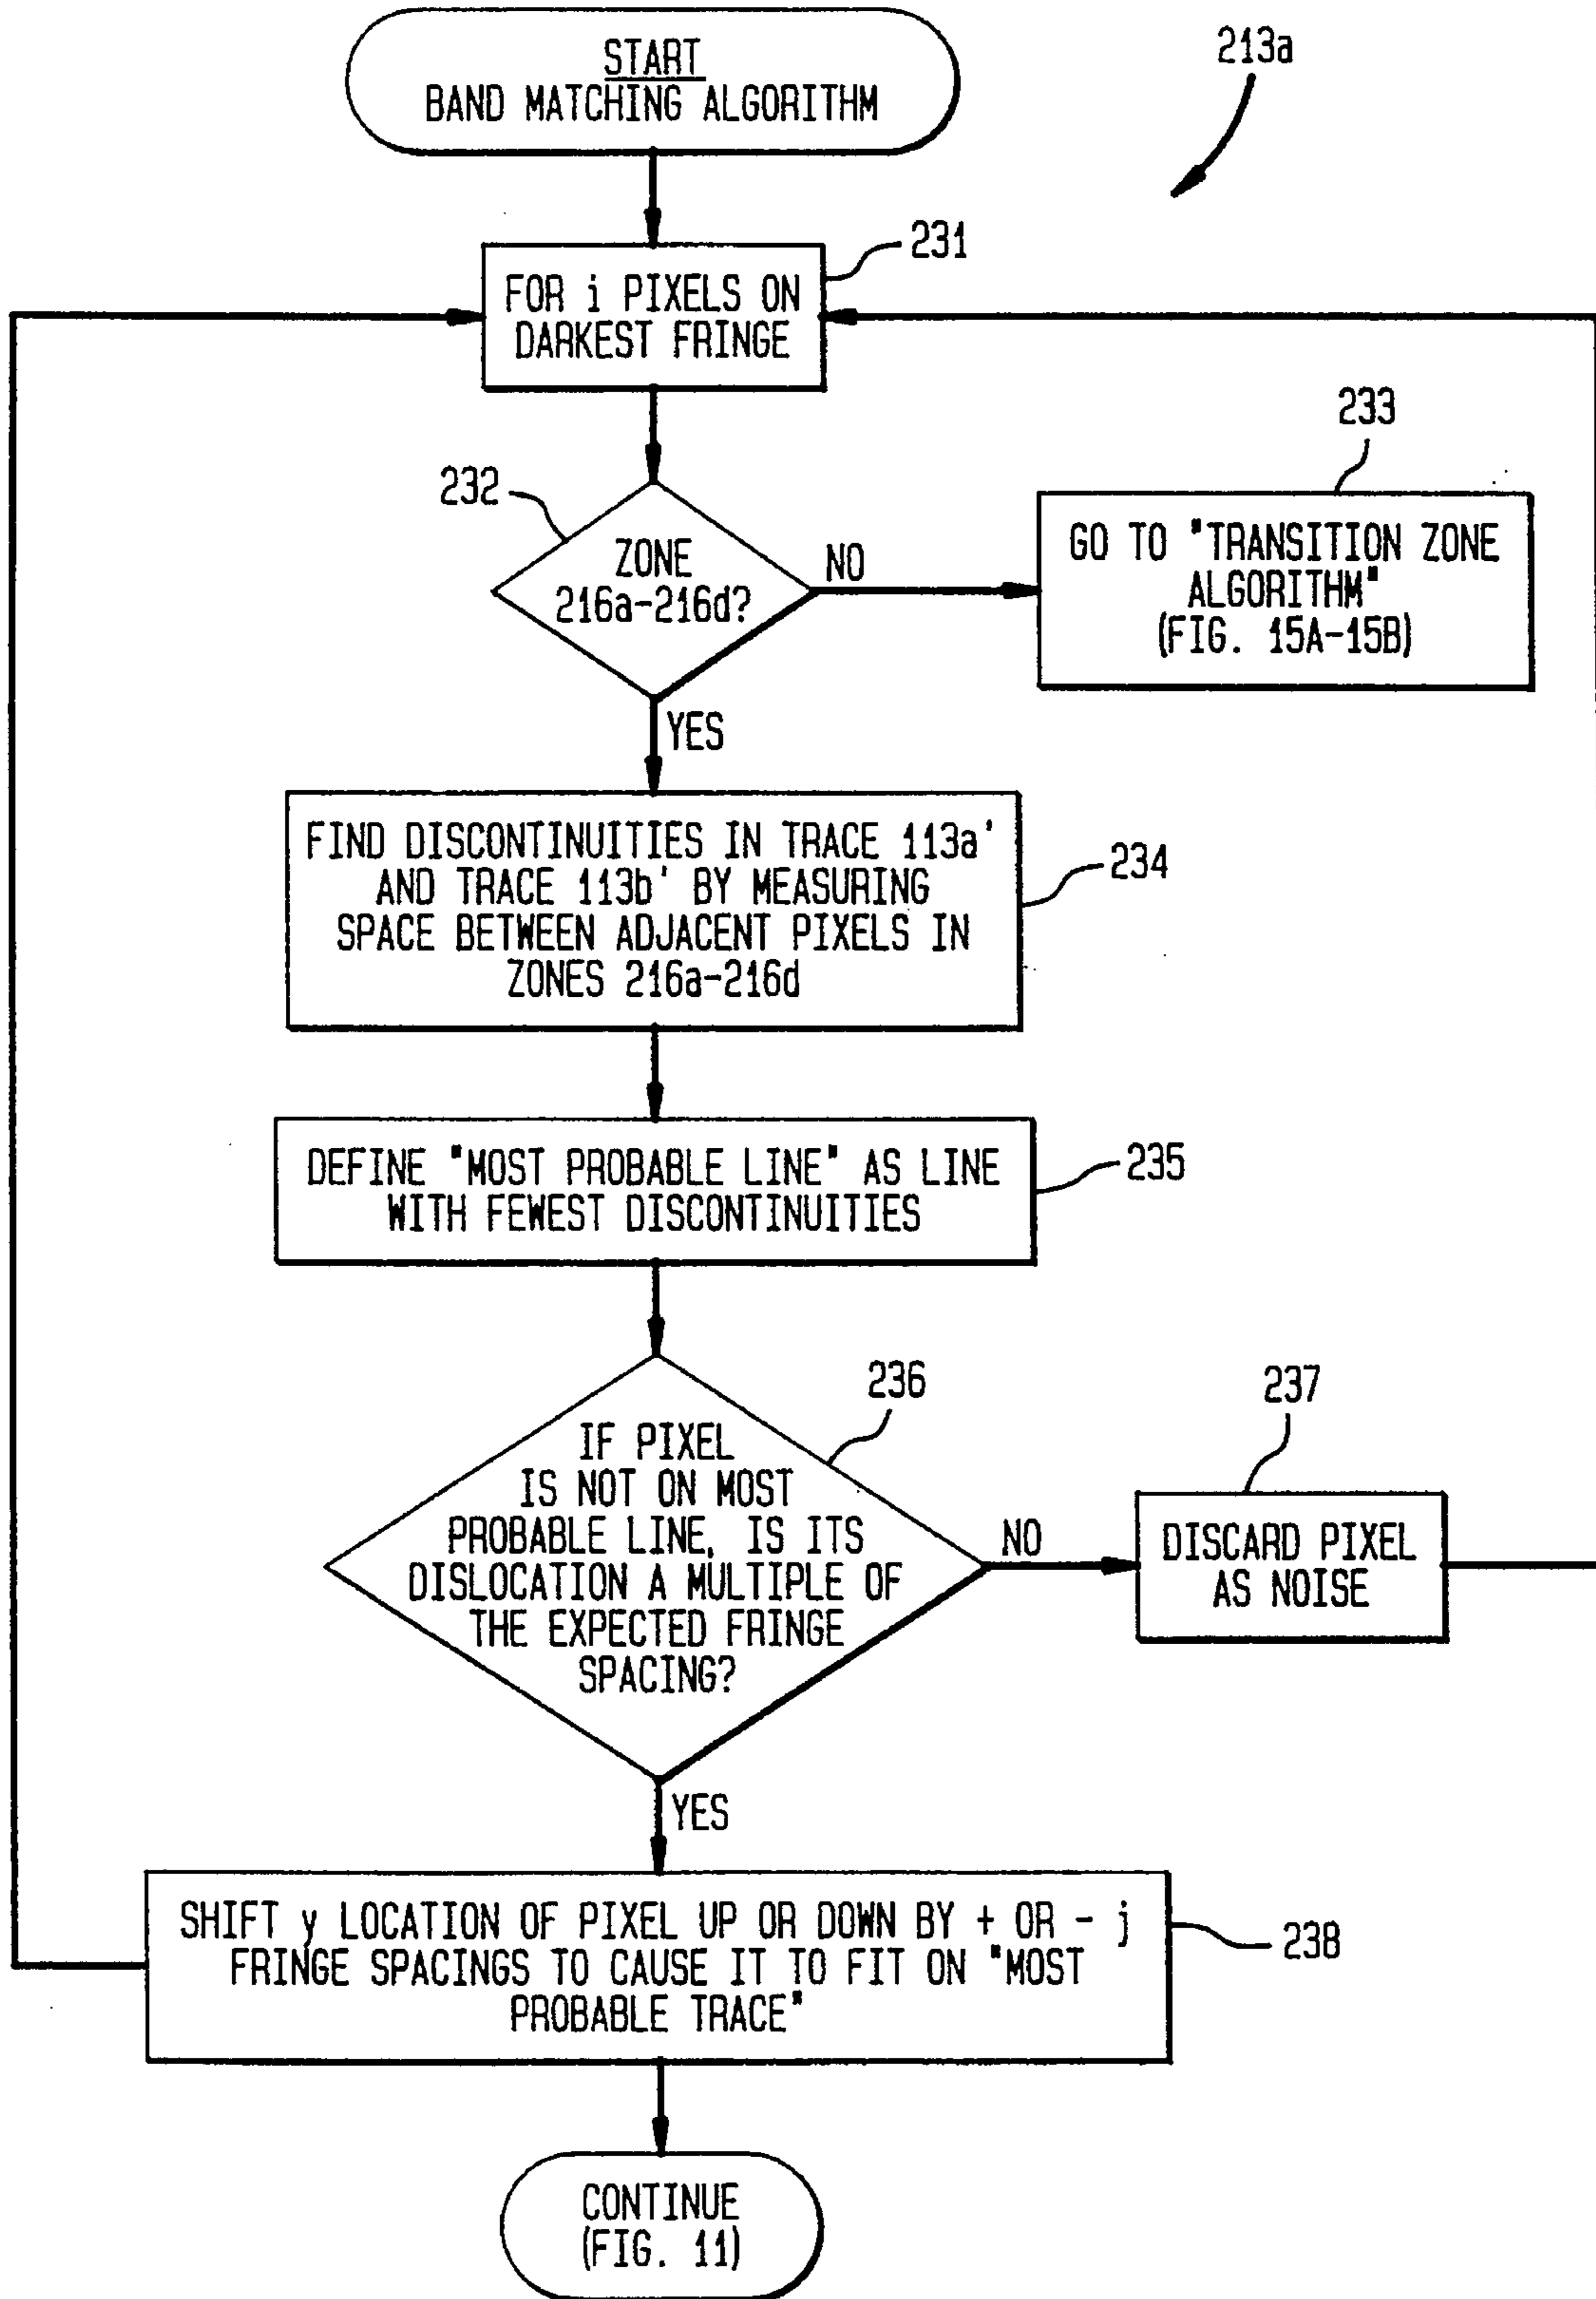 START
BAND MATCHING ALGORITHM
213a
231
FOR i PIXELS ON
DARKEST FRINGE
232
ZONE
216a-216d?
NO
233
GO TO "TRANSITION ZONE
ALGORITHM"
(FIG. 15A-15B)
YES
FIND DISCONTINUITIES IN TRACE 113a'
AND TRACE 113b' BY MEASURING
SPACE BETWEEN ADJACENT PIXELS IN
ZONES 216a-216d
234
DEFINE "MOST PROBABLE LINE" AS LINE
WITH FEWEST DISCONTINUITIES
235
236
IF PIXEL
IS NOT ON MOST
PROBABLE LINE, IS ITS
DISLOCATION A MULTIPLE OF
THE EXPECTED FRINGE
SPACING?
NO
237
DISCARD PIXEL
AS NOISE
YES
SHIFT y LOCATION OF PIXEL UP OR DOWN BY + OR - j
FRINGE SPACINGS TO CAUSE IT TO FIT ON "MOST
PROBABLE TRACE"
238
CONTINUE
(FIG. 11)